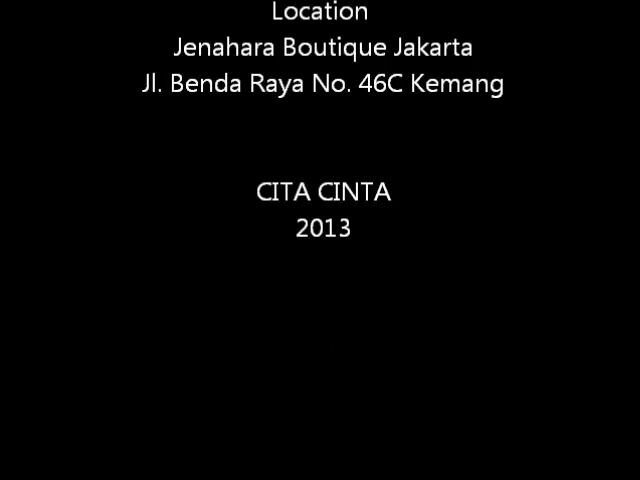 Location
Jenahara Boutique Jakarta
Jl. Benda Raya No. 46C Kemang
CITA CINTA
2013